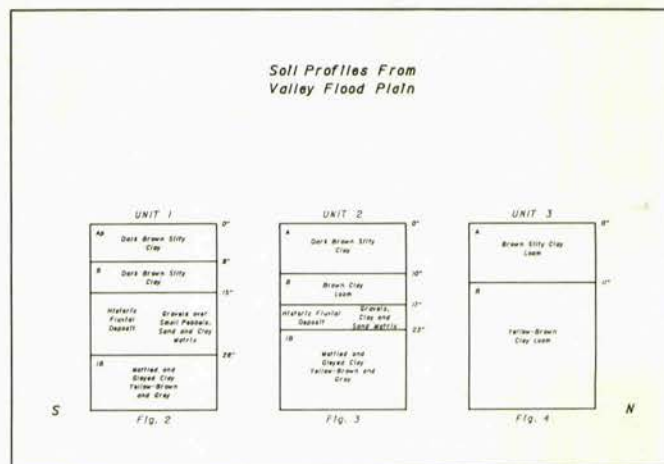 Soil Profiles From
Valley Flood Plain
UNIT 1
0"
Ap
Dark Brown Silty
Clay
8"
B
Dark Brown Silty
Clay
15"
Historic
Fluvial
Deposit
Gravels over
Small Pebbels,
Sand and Clay
Matrix
28"
IB
Mottled and
Gleyed Clay
Yellow-Brown
and Gray
Fig. 2
UNIT 2
0"
A
Dark Brown Silty
Clay
10"
B
Brown Clay
Loam
Historic Fluvial
Deposit
Gravels,
Clay and
Sand Matrix
IB
Mottled and
Gleyed Clay
Yellow-Brown and
Gray
Fig. 3
UNIT 3
A
Brown Silty Clay
Loam
11"
B
Yellow-Brown
Clay Loam
Fig. 4
S
N